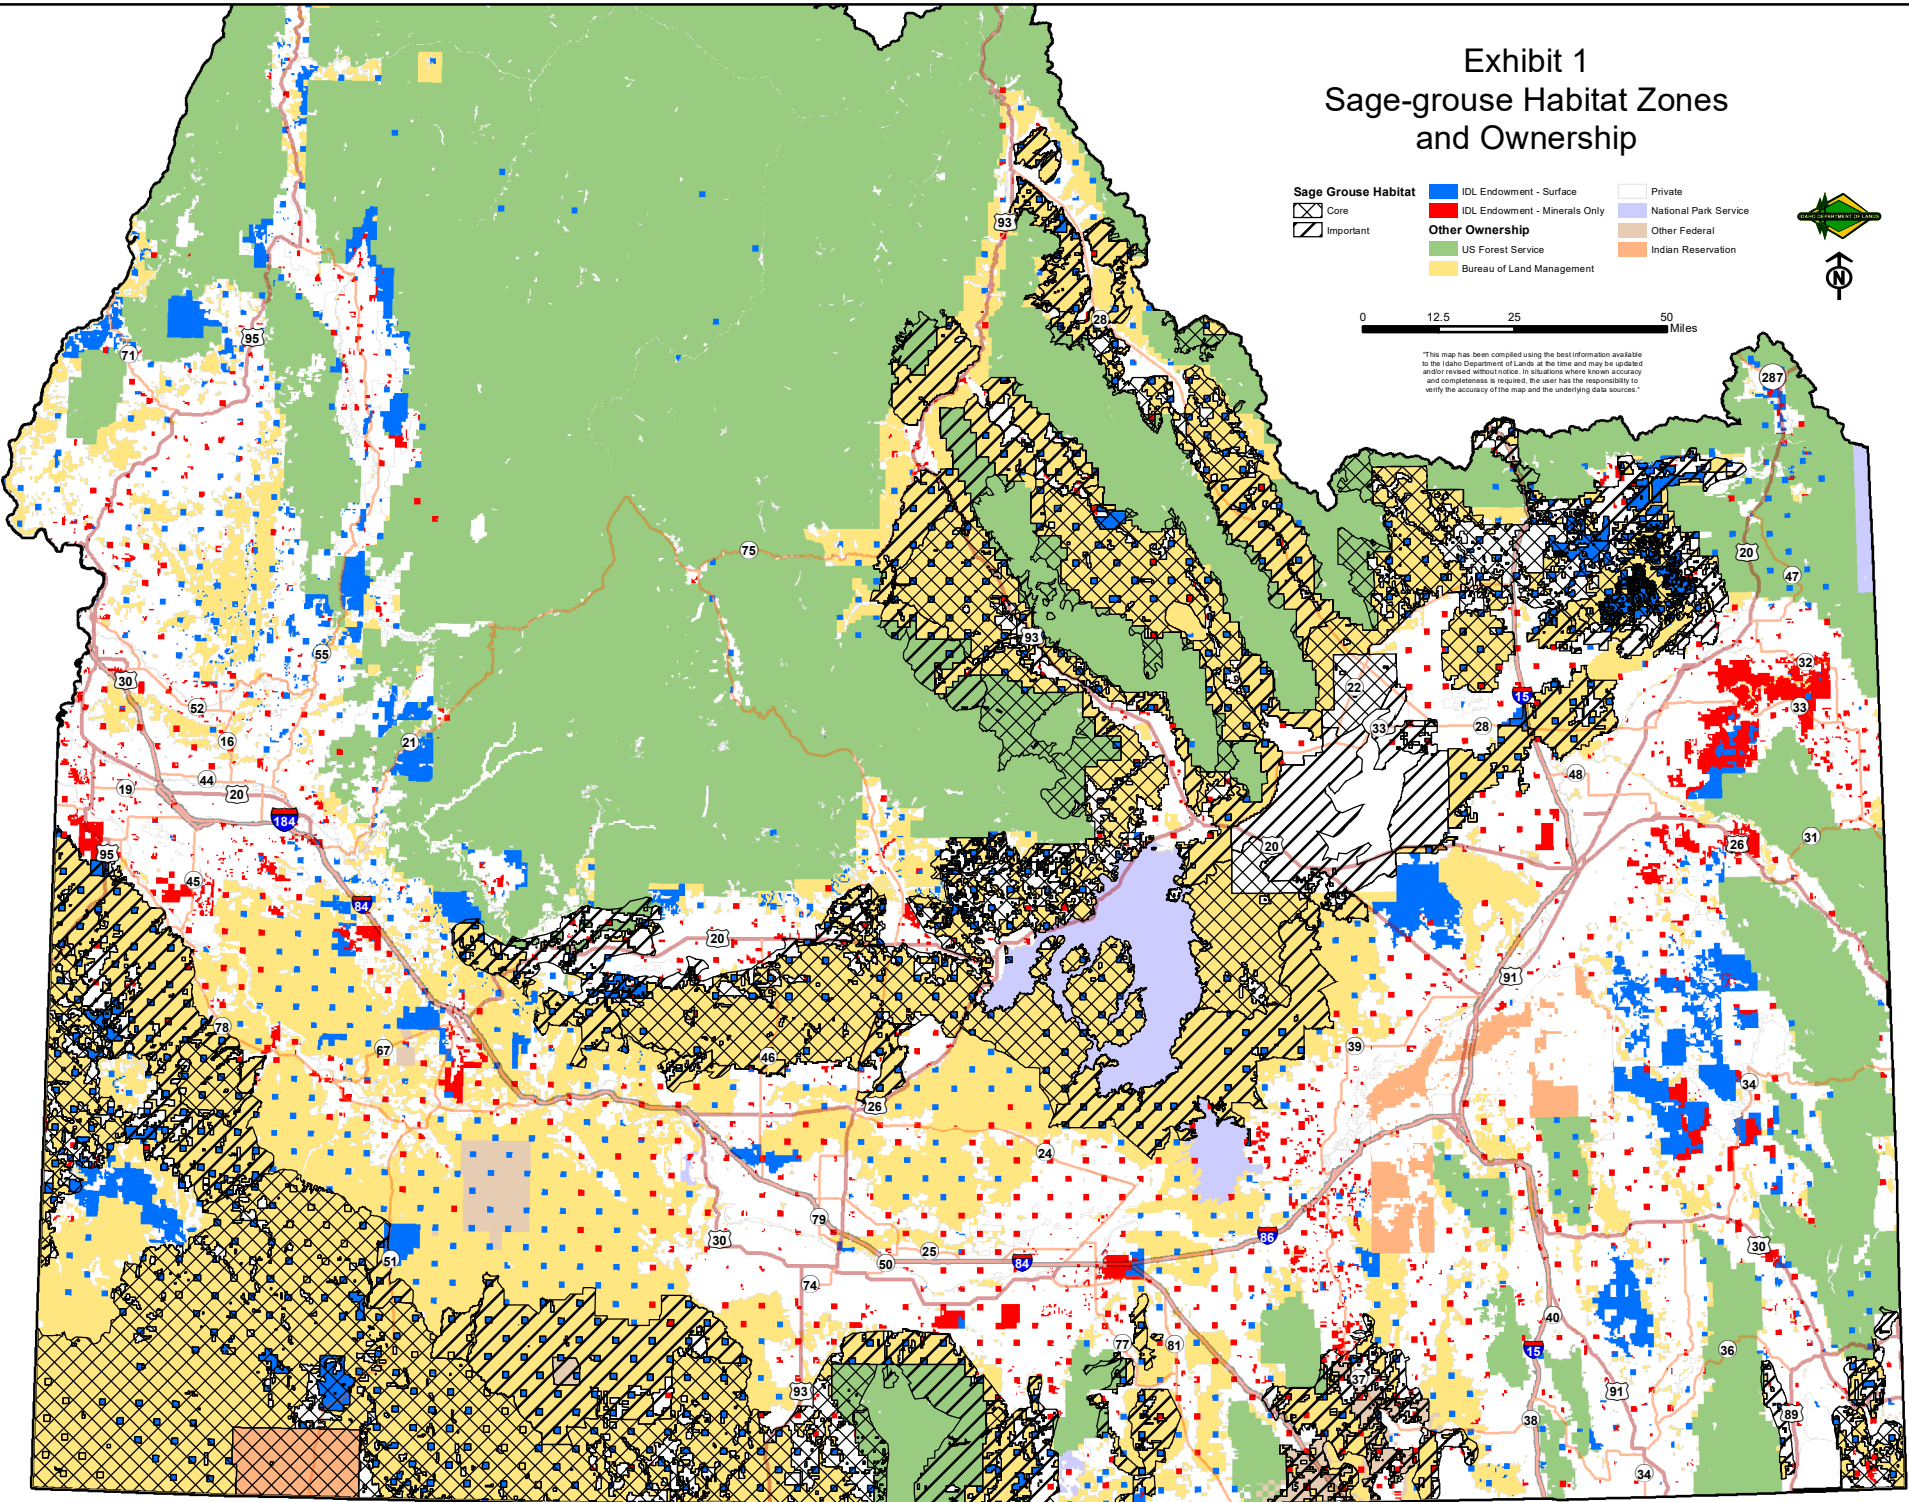 Exhibit 1
Sage-grouse Habitat Zones
and Ownership
Sage Grouse Habitat
Core
Important
IDL Endowment - Surface
IDL Endowment - Minerals Only
Other Ownership
US Forest Service
Bureau of Land Management
Private
National Park Service
Other Federal
Indian Reservation
IDAHO DEPARTMENT OF LANDS
N
0 12.5 25 50
Miles
"This map has been compiled using the best information available
to the Idaho Department of Lands at the time and may be updated
and/or revised without notice. In situations where known accuracy
and completeness is required, the user has the responsibility to
verify the accuracy of the map and the underlying data sources."
93
28
95
71
287
75
20
47
93
55
30
32
22
15
52
33
33
28
16
21
44
48
19
20
184
31
95
20
26
45
84
20
91
78
67
46
39
34
26
24
79
30
86
25
51
50
84
30
74
40
77
81
15
36
37
93
91
89
38
34